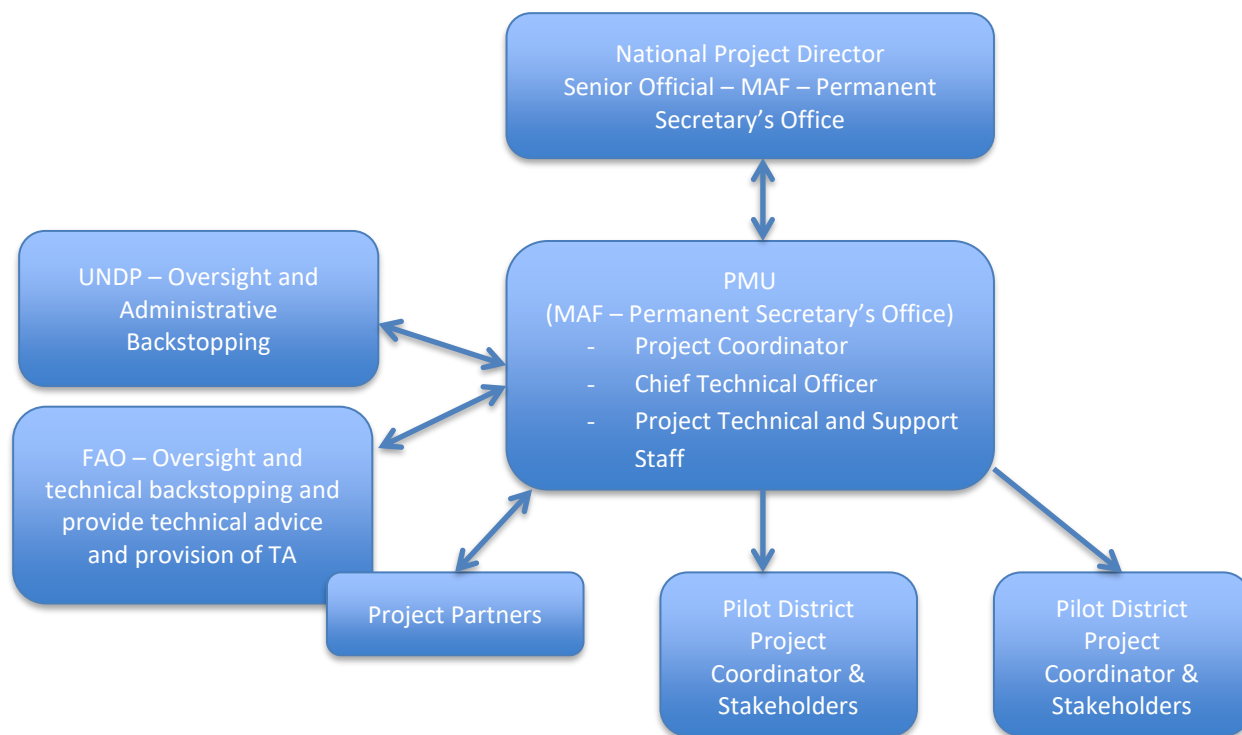 National Project Director
Senior Official – MAF – Permanent
Secretary’s Office
UNDP – Oversight and
Administrative
Backstopping
PMU
(MAF – Permanent Secretary’s Office)
- Project Coordinator
- Chief Technical Officer
- Project Technical and Support
Staff
FAO – Oversight and
technical backstopping and
provide technical advice
and provision of TA
Project Partners
Pilot District
Project
Coordinator &
Stakeholders
Pilot District
Project
Coordinator &
Stakeholders